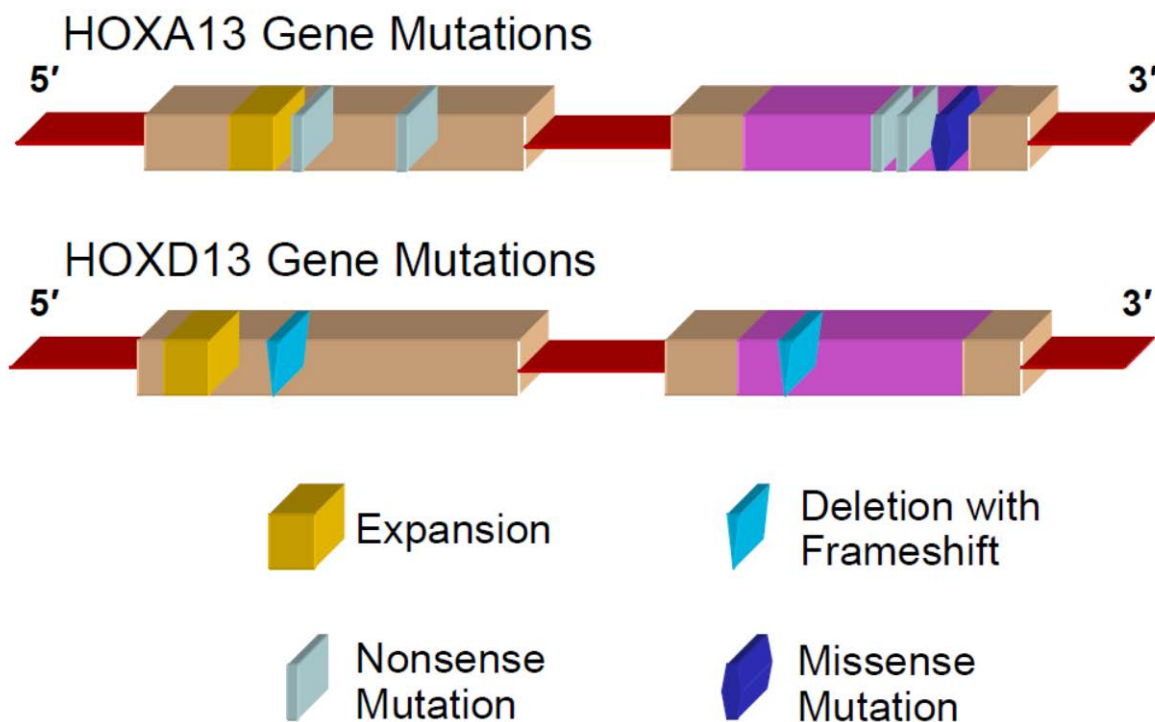 HOXA13 Gene Mutations
5′ 3′
HOXD13 Gene Mutations
5′ 3′
Expansion
Deletion with
Frameshift
Nonsense
Mutation
Missense
Mutation